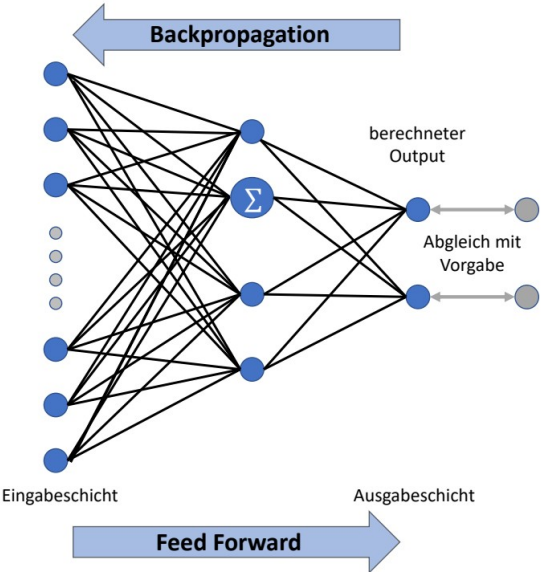 Backpropagation
berechneter
Output
Σ
Abgleich mit
Vorgabe
Eingabeschicht
Ausgabeschicht
Feed Forward